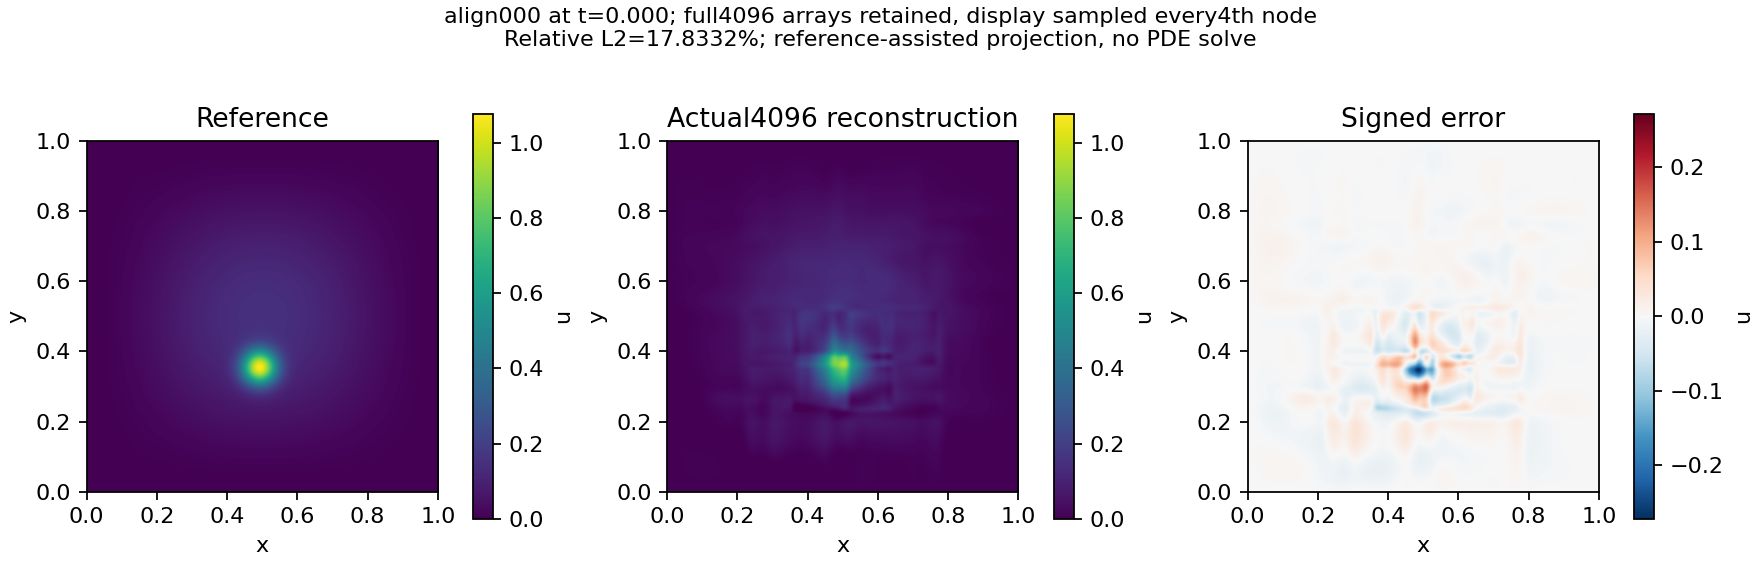 align000 at t=0.000; full4096 arrays retained, display sampled every4th node
Relative L2=17.8332%; reference-assisted projection, no PDE solve
Reference
1.0
0.8
0.6
0.4
0.2
0.0
y
0.0 0.2 0.4 0.6 0.8 1.0
x
1.0
0.8
0.6
0.4
0.2
0.0
u
Actual4096 reconstruction
1.0
0.8
0.6
0.4
0.2
0.0
y
0.0 0.2 0.4 0.6 0.8 1.0
x
1.0
0.8
0.6
0.4
0.2
0.0
u
Signed error
1.0
0.8
0.6
0.4
0.2
0.0
y
0.0 0.2 0.4 0.6 0.8 1.0
x
0.2
0.1
0.0
−0.1
−0.2
u